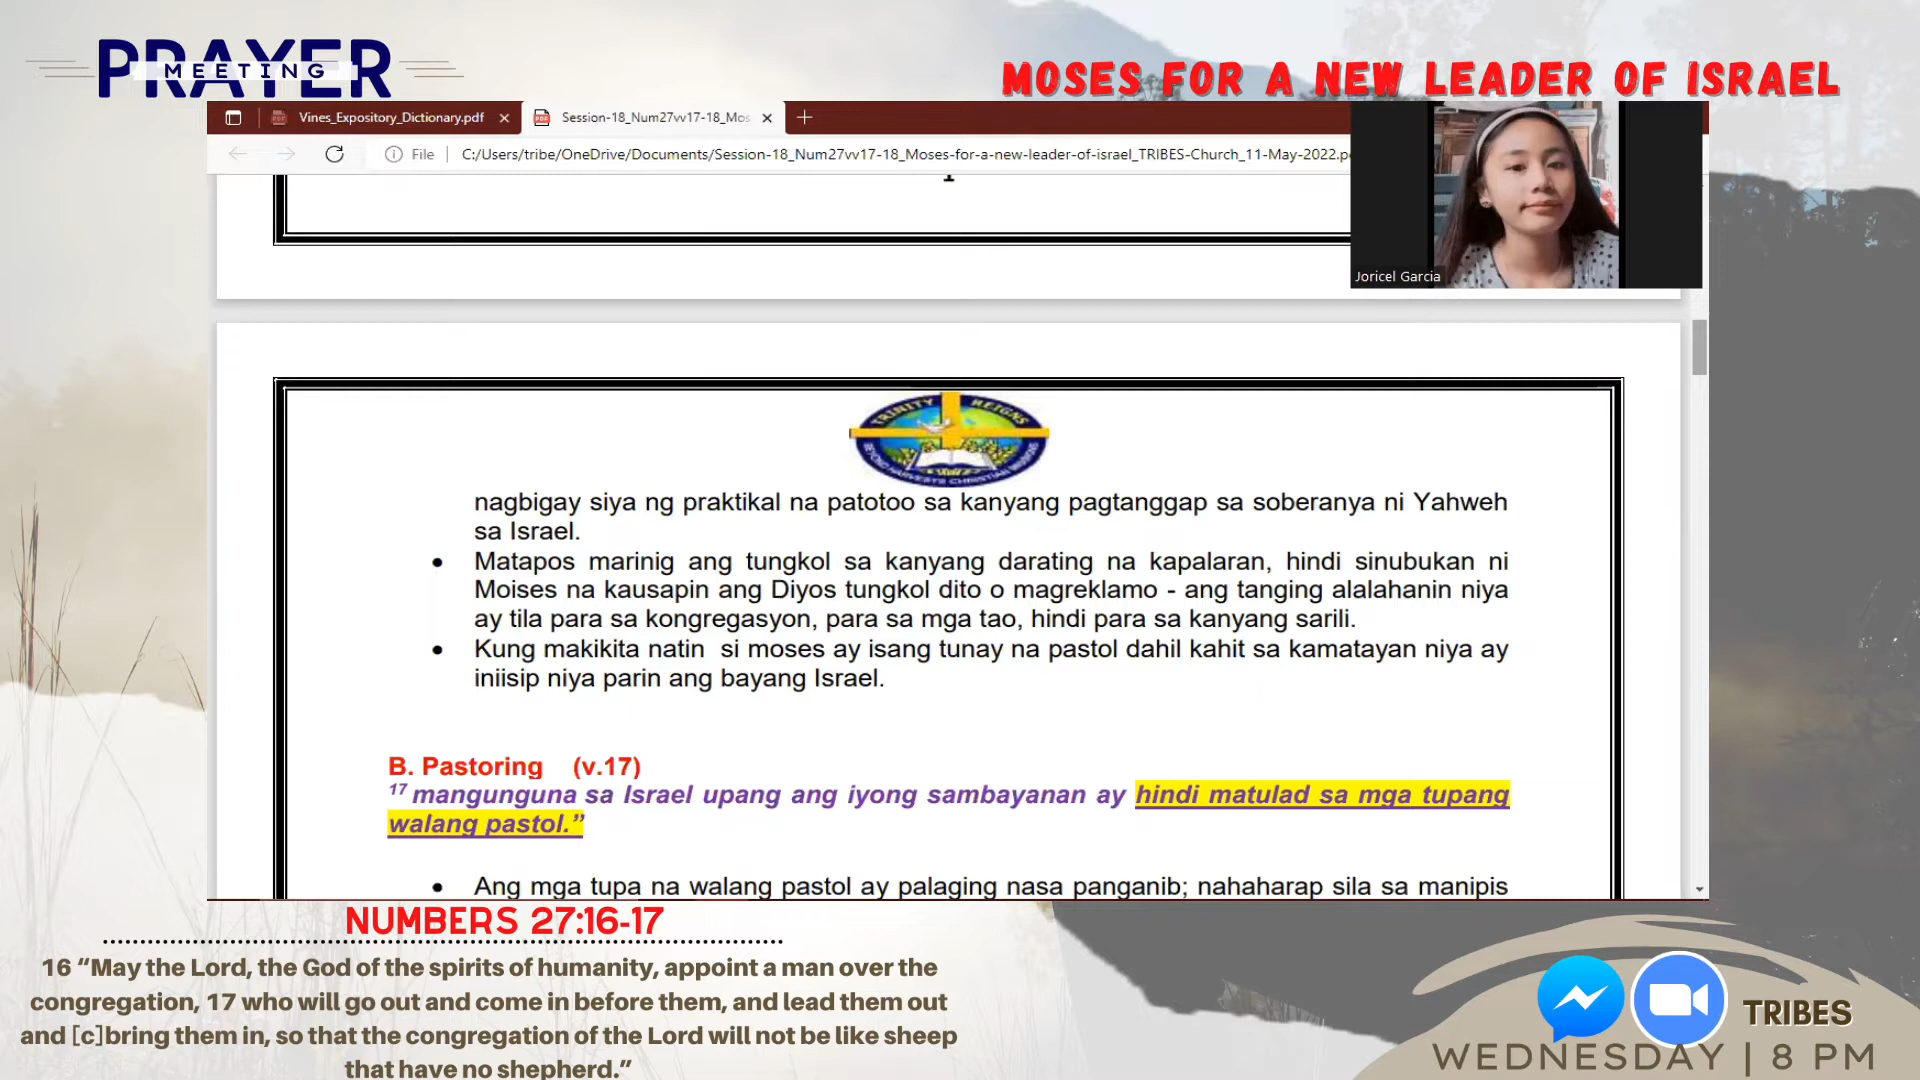 PRAYER
MEETING
MOSES FOR A NEW LEADER OF ISRAEL
Vines_Expository_Dictionary.pdf
Session-18_Num27vv17-18_Mos
File
C:/Users/tribe/OneDrive/Documents/Session-18_Num27vv17-18_Moses-for-a-new-leader-of-israel_TRIBES-Church_11-May-2022.p
Joricel Garcia
TRINITY REIGNS
BEYOND HARVESTS CHRISTIAN MISSIONS
nagbigay siya ng praktikal na patotoo sa kanyang pagtanggap sa soberanya ni Yahweh
sa Israel.
• Matapos marinig ang tungkol sa kanyang darating na kapalaran, hindi sinubukan ni
Moises na kausapin ang Diyos tungkol dito o magreklamo - ang tanging alalahanin niya
ay tila para sa kongregasyon, para sa mga tao, hindi para sa kanyang sarili.
• Kung makikita natin si moses ay isang tunay na pastol dahil kahit sa kamatayan niya ay
iniisip niya parin ang bayang Israel.
B. Pastoring (v.17)
17 mangunguna sa Israel upang ang iyong sambayanan ay hindi matulad sa mga tupang
walang pastol.”
• Ang mga tupa na walang pastol ay palaging nasa panganib; nahaharap sila sa manipis
NUMBERS 27:16-17
16 “May the Lord, the God of the spirits of humanity, appoint a man over the
congregation, 17 who will go out and come in before them, and lead them out
and [c]bring them in, so that the congregation of the Lord will not be like sheep
that have no shepherd.”
TRIBES
WEDNESDAY | 8 PM